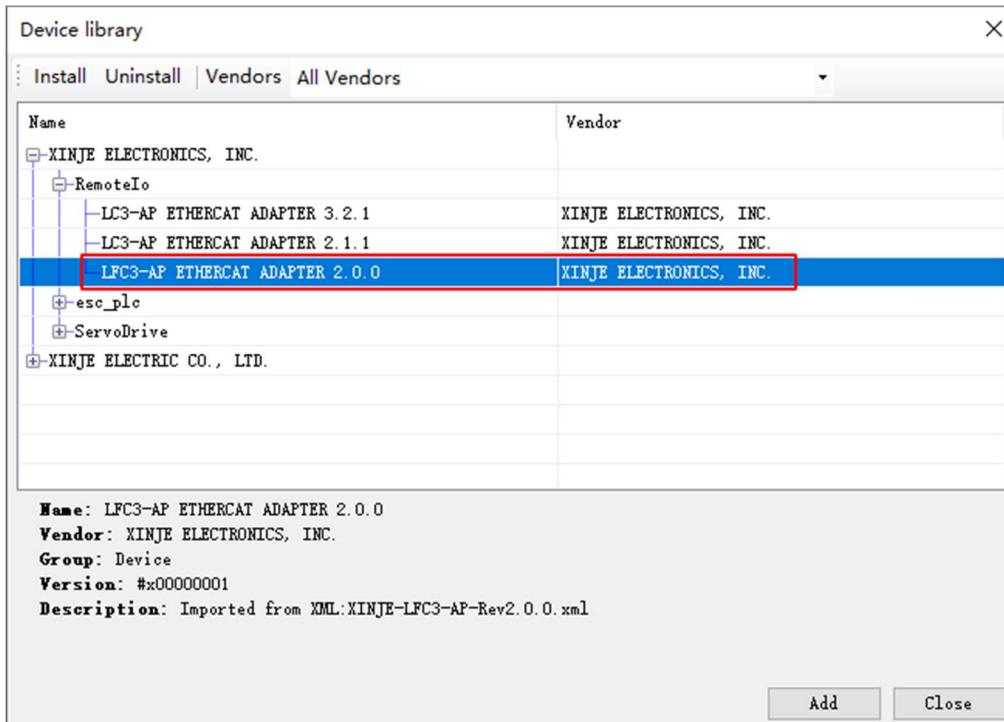 Device library
Install Uninstall Vendors All Vendors
Name Vendor
XINJE ELECTRONICS, INC.
RemoteIo
LC3-AP ETHERCAT ADAPTER 3.2.1 XINJE ELECTRONICS, INC.
LC3-AP ETHERCAT ADAPTER 2.1.1 XINJE ELECTRONICS, INC.
LFC3-AP ETHERCAT ADAPTER 2.0.0 XINJE ELECTRONICS, INC.
esc_plc
ServoDrive
XINJE ELECTRIC CO., LTD.
Name: LFC3-AP ETHERCAT ADAPTER 2.0.0
Vendor: XINJE ELECTRONICS, INC.
Group: Device
Version: #x00000001
Description: Imported from XML:XINJE-LFC3-AP-Rev2.0.0.xml
Add Close